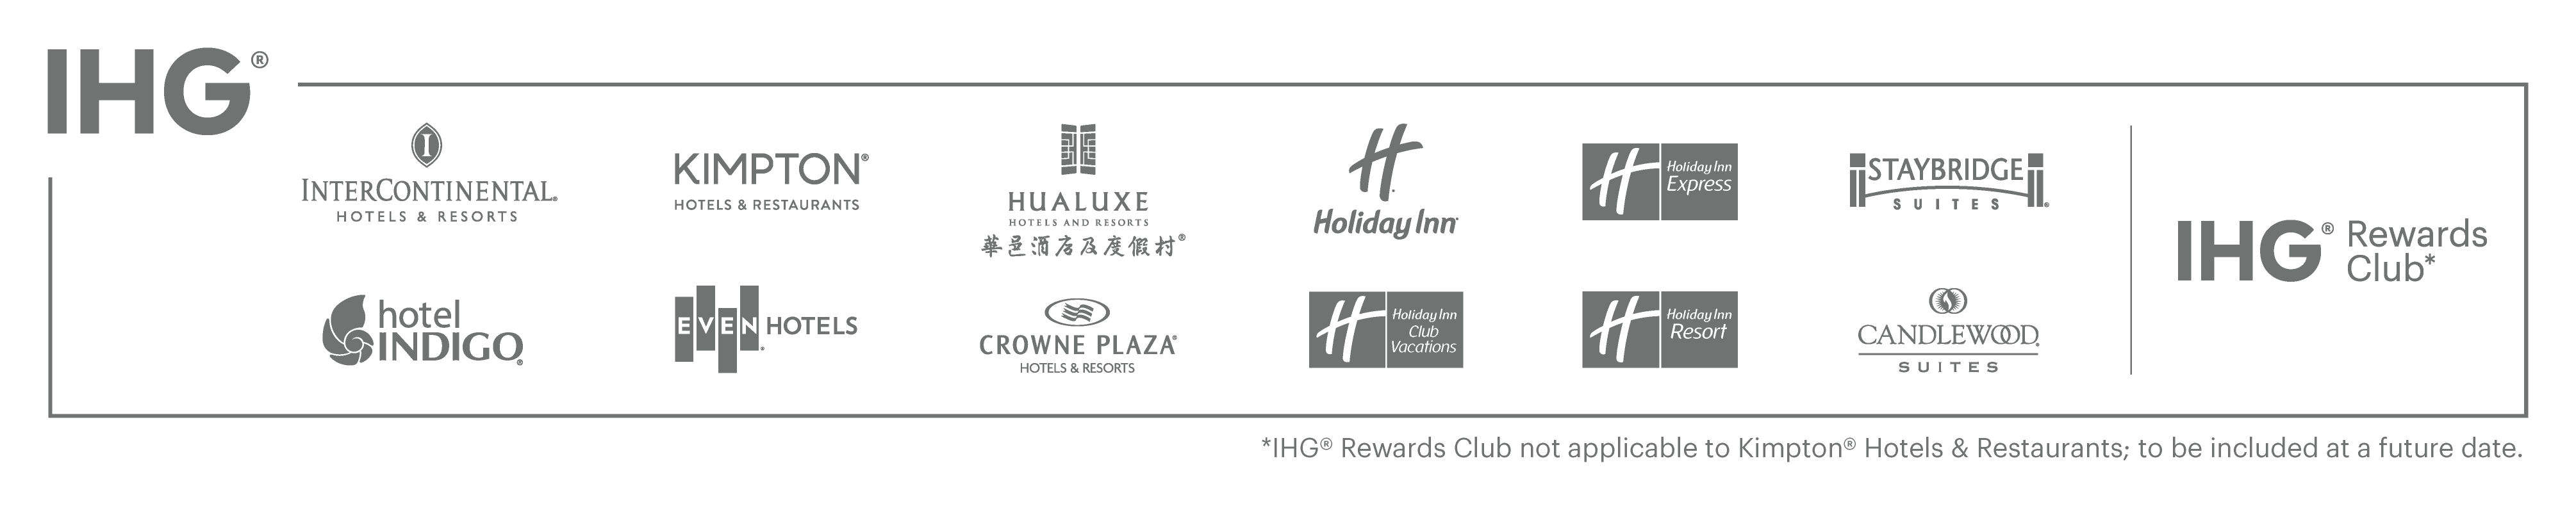 IHG®
INTERCONTINENTAL®
HOTELS & RESORTS
KIMPTON®
HOTELS & RESTAURANTS
HUALUXE
HOTELS AND RESORTS
華邑酒店及度假村®
Holiday Inn®
Holiday Inn
Express
STAYBRIDGE
SUITES®
hotel
INDIGO®
EVEN HOTELS®
CROWNE PLAZA®
HOTELS & RESORTS
Holiday Inn
Club
Vacations
Holiday Inn
Resort
CANDLEWOOD®
SUITES
IHG® Rewards
Club*
*IHG® Rewards Club not applicable to Kimpton® Hotels & Restaurants; to be included at a future date.